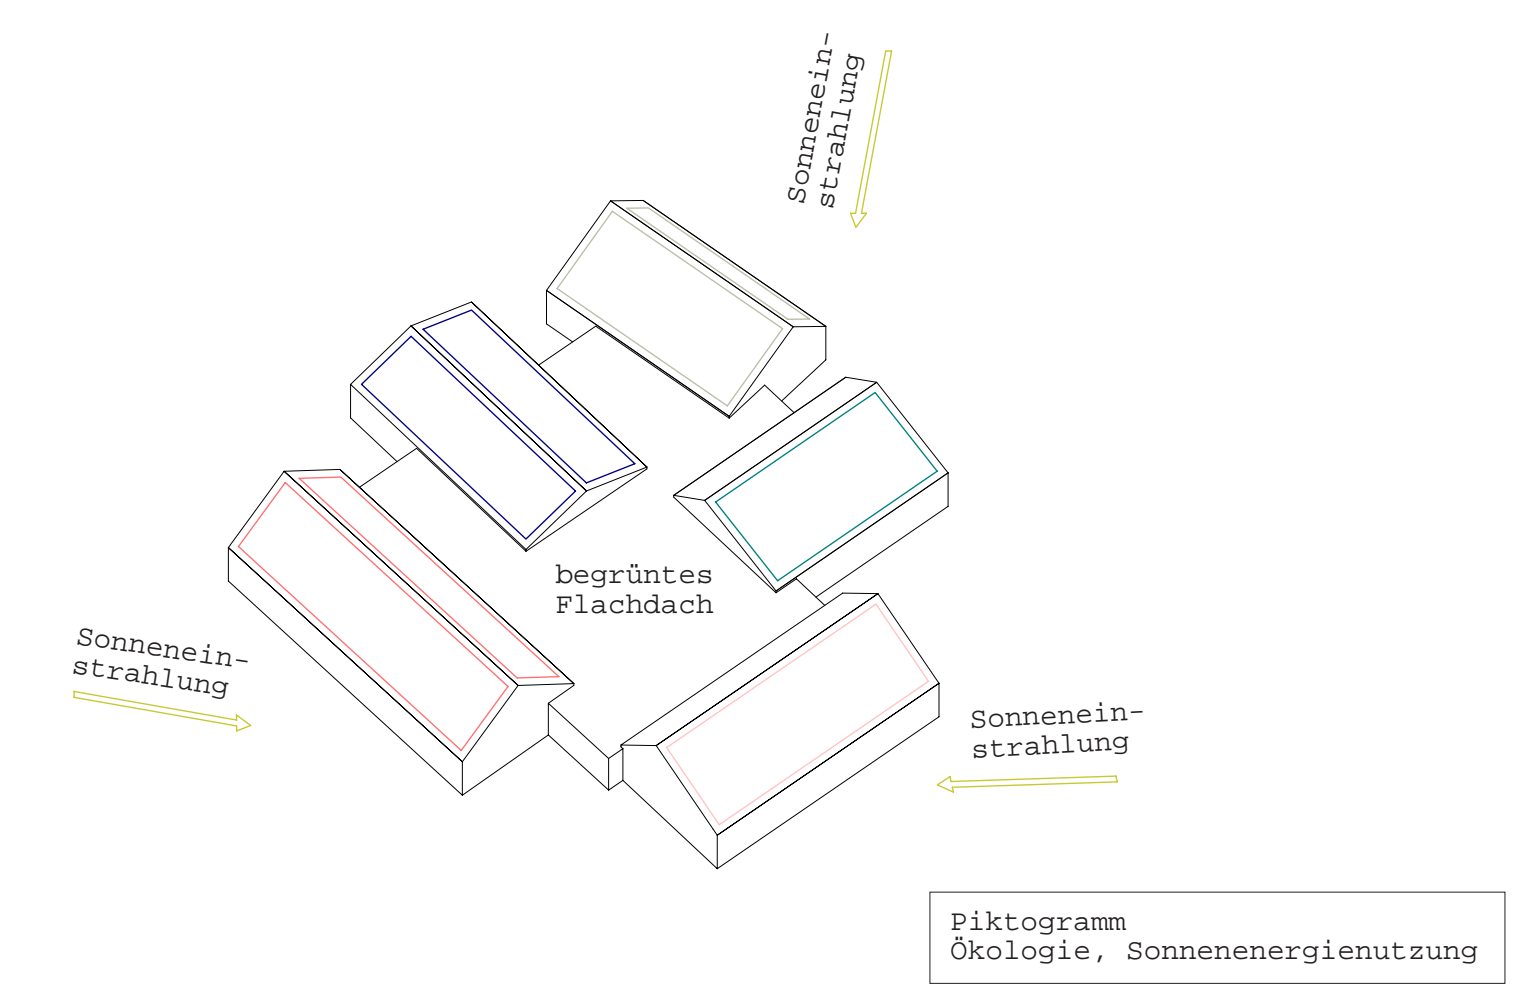 Sonnenein-
strahlung
begrüntes
Flachdach
Sonnenein-
strahlung
Sonnenein-
strahlung
Piktogramm
Ökologie, Sonnenenergienutzung